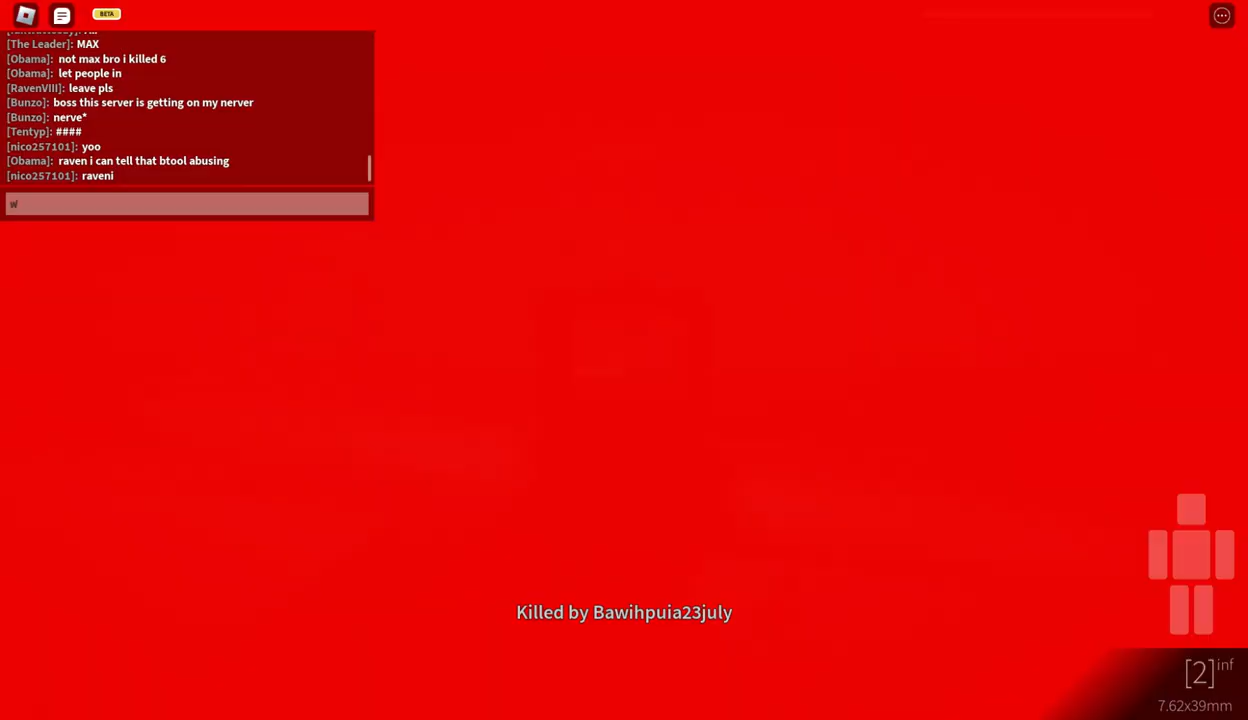 BETA
[The Leader]: MAX
[Obama]: not max bro i killed 6
[Obama]: let people in
[RavenVIII]: leave pls
[Bunzo]: boss this server is getting on my nerver
[Bunzo]: nerve*
[Tentyp]: ####
[nico257101]: yoo
[Obama]: raven i can tell that btool abusing
[nico257101]: raveni
w
Killed by Bawihpuia23july
[2] inf
7.62x39mm